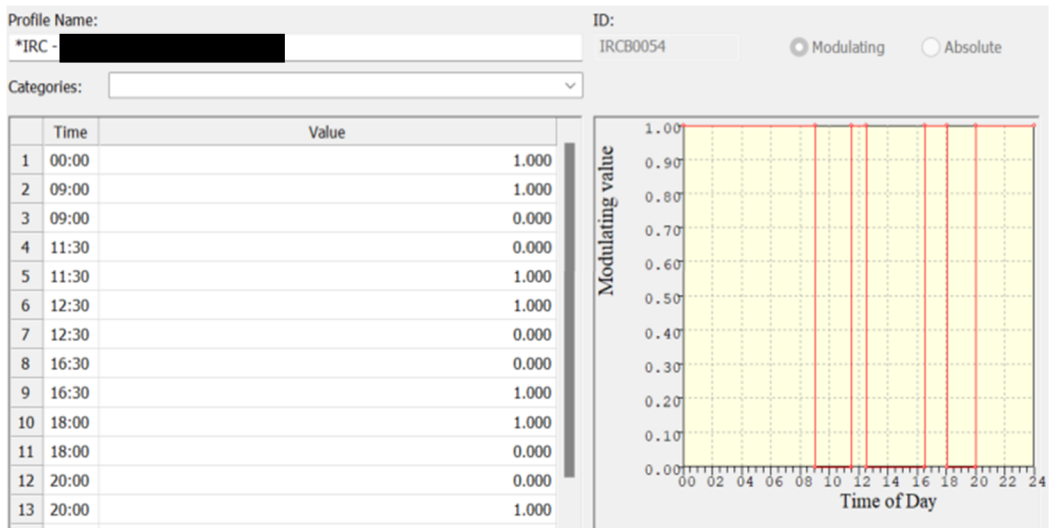 Profile Name:
*IRC -
ID:
IRCB0054
Modulating
Absolute
Categories:
Time Value
1 00:00 1.000
2 09:00 1.000
3 09:00 0.000
4 11:30 0.000
5 11:30 1.000
6 12:30 1.000
7 12:30 0.000
8 16:30 0.000
9 16:30 1.000
10 18:00 1.000
11 18:00 0.000
12 20:00 0.000
13 20:00 1.000
Modulating value
1.00
0.90
0.80
0.70
0.60
0.50
0.40
0.30
0.20
0.10
0.00
00 02 04 06 08 10 12 14 16 18 20 22 24
Time of Day